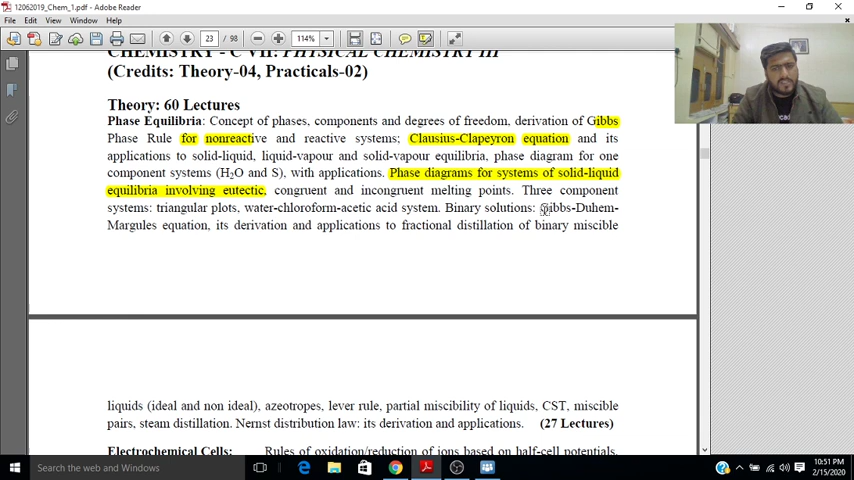 12062019_Chem_1.pdf - Adobe Reader
File Edit View Window Help
23 / 98 114%
CHEMISTRY - C VII: PHYSICAL CHEMISTRY III
(Credits: Theory-04, Practicals-02)
Theory: 60 Lectures
Phase Equilibria: Concept of phases, components and degrees of freedom, derivation of Gibbs
Phase Rule for nonreactive and reactive systems; Clausius-Clapeyron equation and its
applications to solid-liquid, liquid-vapour and solid-vapour equilibria, phase diagram for one
component systems (H₂O and S), with applications. Phase diagrams for systems of solid-liquid
equilibria involving eutectic, congruent and incongruent melting points. Three component
systems: triangular plots, water-chloroform-acetic acid system. Binary solutions: Gibbs-Duhem-
Margules equation, its derivation and applications to fractional distillation of binary miscible
liquids (ideal and non ideal), azeotropes, lever rule, partial miscibility of liquids, CST, miscible
pairs, steam distillation. Nernst distribution law: its derivation and applications. (27 Lectures)
Electrochemical Cells: Rules of oxidation/reduction of ions based on half-cell potentials,
Search the web and Windows
10:51 PM
2/15/2020